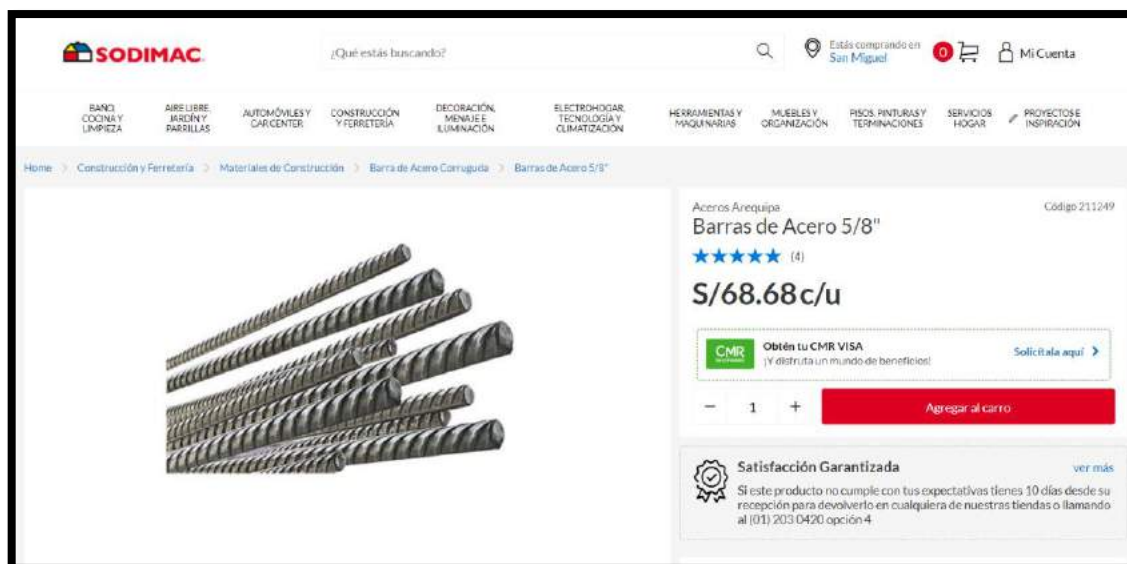 SODIMAC.
¿Qué estás buscando?
Estás comprando en
San Miguel
0
Mi Cuenta
BAÑO,
COCINA Y
LIMPIEZA
AIRE LIBRE,
JARDÍN Y
PARRILLAS
AUTOMÓVILES Y
CAR CENTER
CONSTRUCCIÓN
Y FERRETERÍA
DECORACIÓN,
MENAJE E
ILUMINACIÓN
ELECTROHOGAR,
TECNOLOGÍA Y
CLIMATIZACIÓN
HERRAMIENTAS Y
MAQUINARIAS
MUEBLES Y
ORGANIZACIÓN
PISOS, PINTURAS Y
TERMINACIONES
SERVICIOS
HOGAR
PROYECTOS E
INSPIRACIÓN
Home > Construcción y Ferretería > Materiales de Construcción > Barra de Acero Corruguda > Barras de Acero 5/8"
Aceros Arequipa
Código 211249
Barras de Acero 5/8"
(4)
S/68.68 c/u
CMR
Obtén tu CMR VISA
¡Y disfruta un mundo de beneficios!
Solicítala aquí >
− 1 +
Agregar al carro
Satisfacción Garantizada
ver más
Si este producto no cumple con tus expectativas tienes 10 días desde su
recepción para devolverlo en cualquiera de nuestras tiendas o llamando
al (01) 203 0420 opción 4